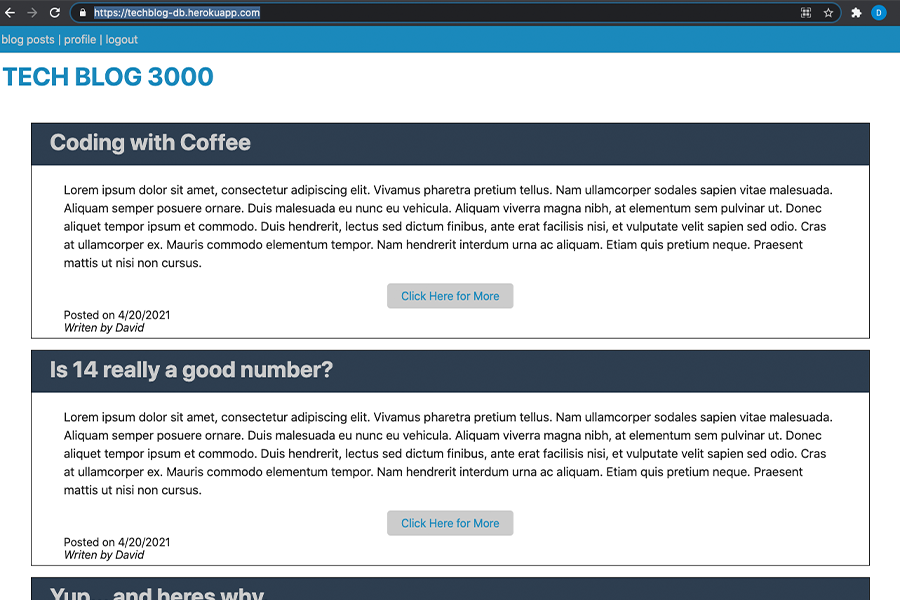 https://techblog-db.herokuapp.com
D
blog posts | profile | logout
TECH BLOG 3000
Coding with Coffee
Lorem ipsum dolor sit amet, consectetur adipiscing elit. Vivamus pharetra pretium tellus. Nam ullamcorper sodales sapien vitae malesuada.
Aliquam semper posuere ornare. Duis malesuada eu nunc eu vehicula. Aliquam viverra magna nibh, at elementum sem pulvinar ut. Donec
aliquet tempor ipsum et commodo. Duis hendrerit, lectus sed dictum finibus, ante erat facilisis nisi, et vulputate velit sapien sed odio. Cras
at ullamcorper ex. Mauris commodo elementum tempor. Nam hendrerit interdum urna ac aliquam. Etiam quis pretium neque. Praesent
mattis ut nisi non cursus.
Click Here for More
Posted on 4/20/2021
Writen by David
Is 14 really a good number?
Lorem ipsum dolor sit amet, consectetur adipiscing elit. Vivamus pharetra pretium tellus. Nam ullamcorper sodales sapien vitae malesuada.
Aliquam semper posuere ornare. Duis malesuada eu nunc eu vehicula. Aliquam viverra magna nibh, at elementum sem pulvinar ut. Donec
aliquet tempor ipsum et commodo. Duis hendrerit, lectus sed dictum finibus, ante erat facilisis nisi, et vulputate velit sapien sed odio. Cras
at ullamcorper ex. Mauris commodo elementum tempor. Nam hendrerit interdum urna ac aliquam. Etiam quis pretium neque. Praesent
mattis ut nisi non cursus.
Click Here for More
Posted on 4/20/2021
Writen by David
Yup... and heres why